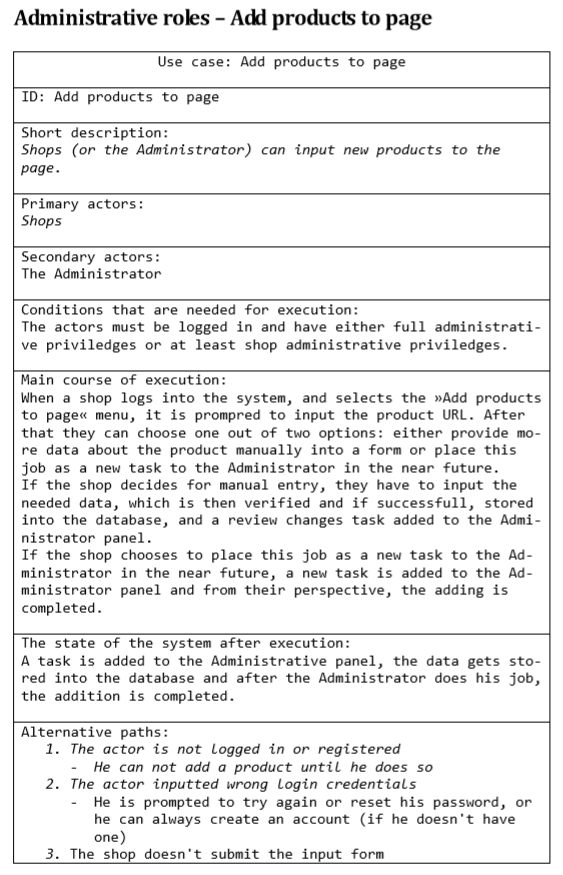 Administrative roles – Add products to page
Use case: Add products to page
ID: Add products to page
Short description:
Shops (or the Administrator) can input new products to the
page.
Primary actors:
Shops
Secondary actors:
The Administrator
Conditions that are needed for execution:
The actors must be logged in and have either full administrati-
ve priviledges or at least shop administrative priviledges.
Main course of execution:
When a shop logs into the system, and selects the »Add products
to page« menu, it is prompred to input the product URL. After
that they can choose one out of two options: either provide mo-
re data about the product manually into a form or place this
job as a new task to the Administrator in the near future.
If the shop decides for manual entry, they have to input the
needed data, which is then verified and if successfull, stored
into the database, and a review changes task added to the Admi-
nistrator panel.
If the shop chooses to place this job as a new task to the Ad-
ministrator in the near future, a new task is added to the Ad-
ministrator panel and from their perspective, the adding is
completed.
The state of the system after execution:
A task is added to the Administrative panel, the data gets sto-
red into the database and after the Administrator does his job,
the addition is completed.
Alternative paths:
1. The actor is not logged in or registered
- He can not add a product until he does so
2. The actor inputted wrong login credentials
- He is prompted to try again or reset his password, or
he can always create an account (if he doesn't have
one)
3. The shop doesn't submit the input form